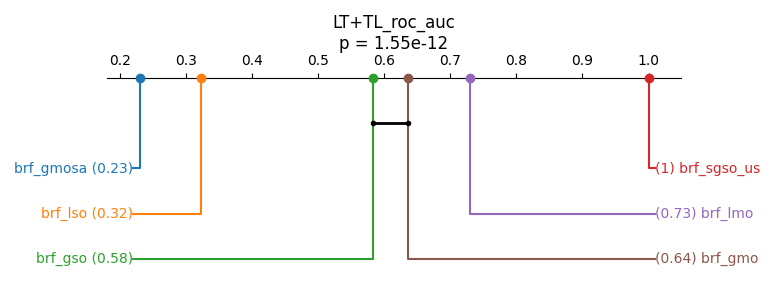 LT+TL_roc_auc
p = 1.55e-12
0.2 0.3 0.4 0.5 0.6 0.7 0.8 0.9 1.0
brf_gmosa (0.23) (1) brf_sgso_us
brf_lso (0.32) (0.73) brf_lmo
brf_gso (0.58) (0.64) brf_gmo